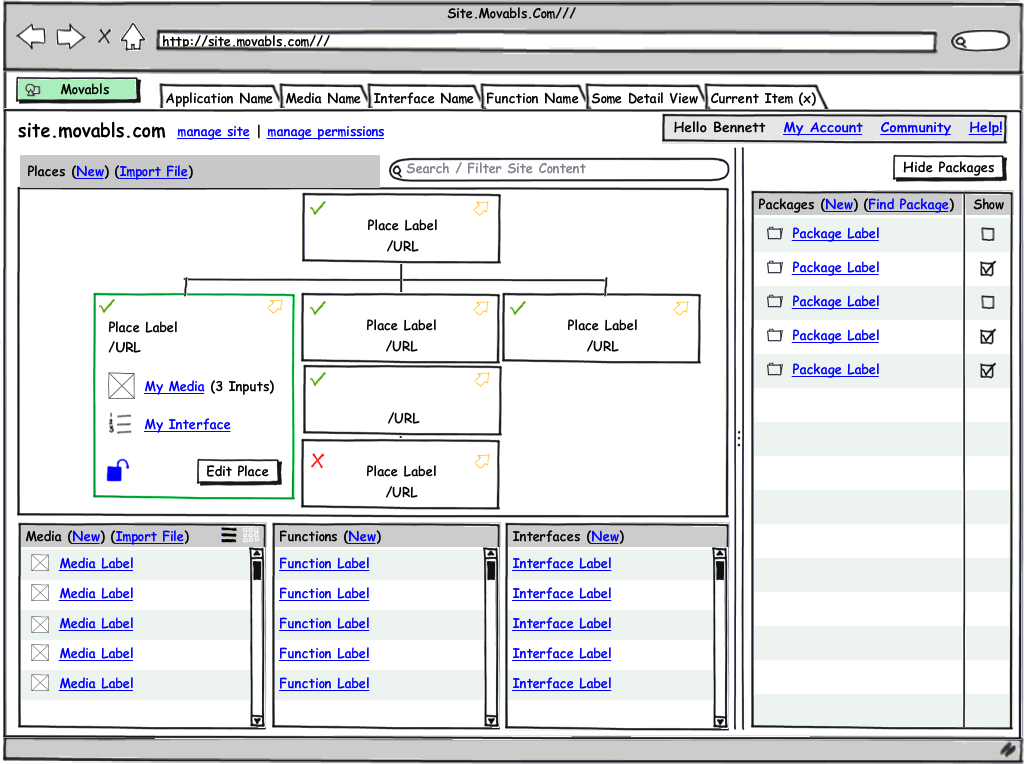 Site.Movabls.Com///
http://site.movabls.com///
Movabls
Application Name
Media Name
Interface Name
Function Name
Some Detail View
Current Item (x)
site.movabls.com manage site | manage permissions
Hello Bennett My Account Community Help!
Places (New) (Import File)
Search / Filter Site Content
Hide Packages
Place Label
/URL
Place Label
/URL
My Media (3 Inputs)
1
2
3
My Interface
Edit Place
Place Label
/URL
Place Label
/URL
/URL
Place Label
/URL
Packages (New) (Find Package) Show
Package Label
Package Label
Package Label
Package Label
Package Label
Media (New) (Import File)
Media Label
Media Label
Media Label
Media Label
Media Label
Functions (New)
Function Label
Function Label
Function Label
Function Label
Function Label
Interfaces (New)
Interface Label
Interface Label
Interface Label
Interface Label
Interface Label